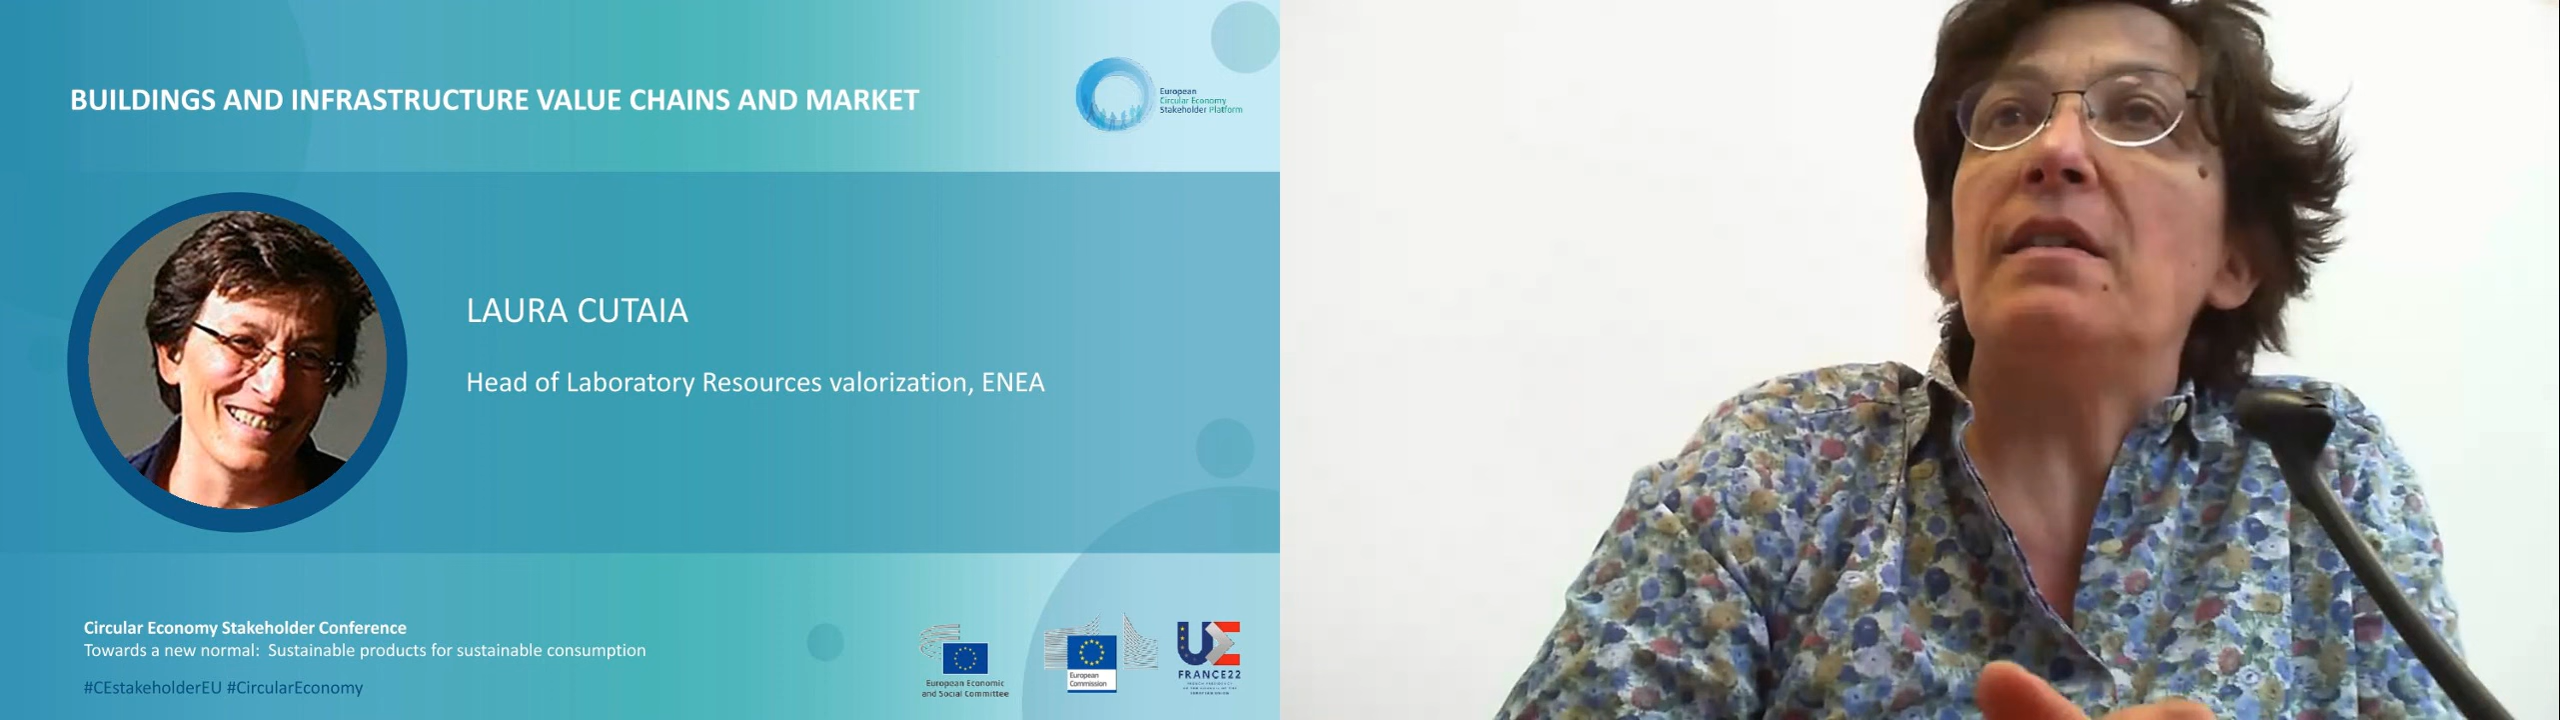 BUILDINGS AND INFRASTRUCTURE VALUE CHAINS AND MARKET
European
Circular Economy
Stakeholder Platform
LAURA CUTAIA
Head of Laboratory Resources valorization, ENEA
Circular Economy Stakeholder Conference
Towards a new normal: Sustainable products for sustainable consumption
#CEstakeholderEU #CircularEconomy
European Economic
and Social Committee
European
Commission
UE
FRANCE22